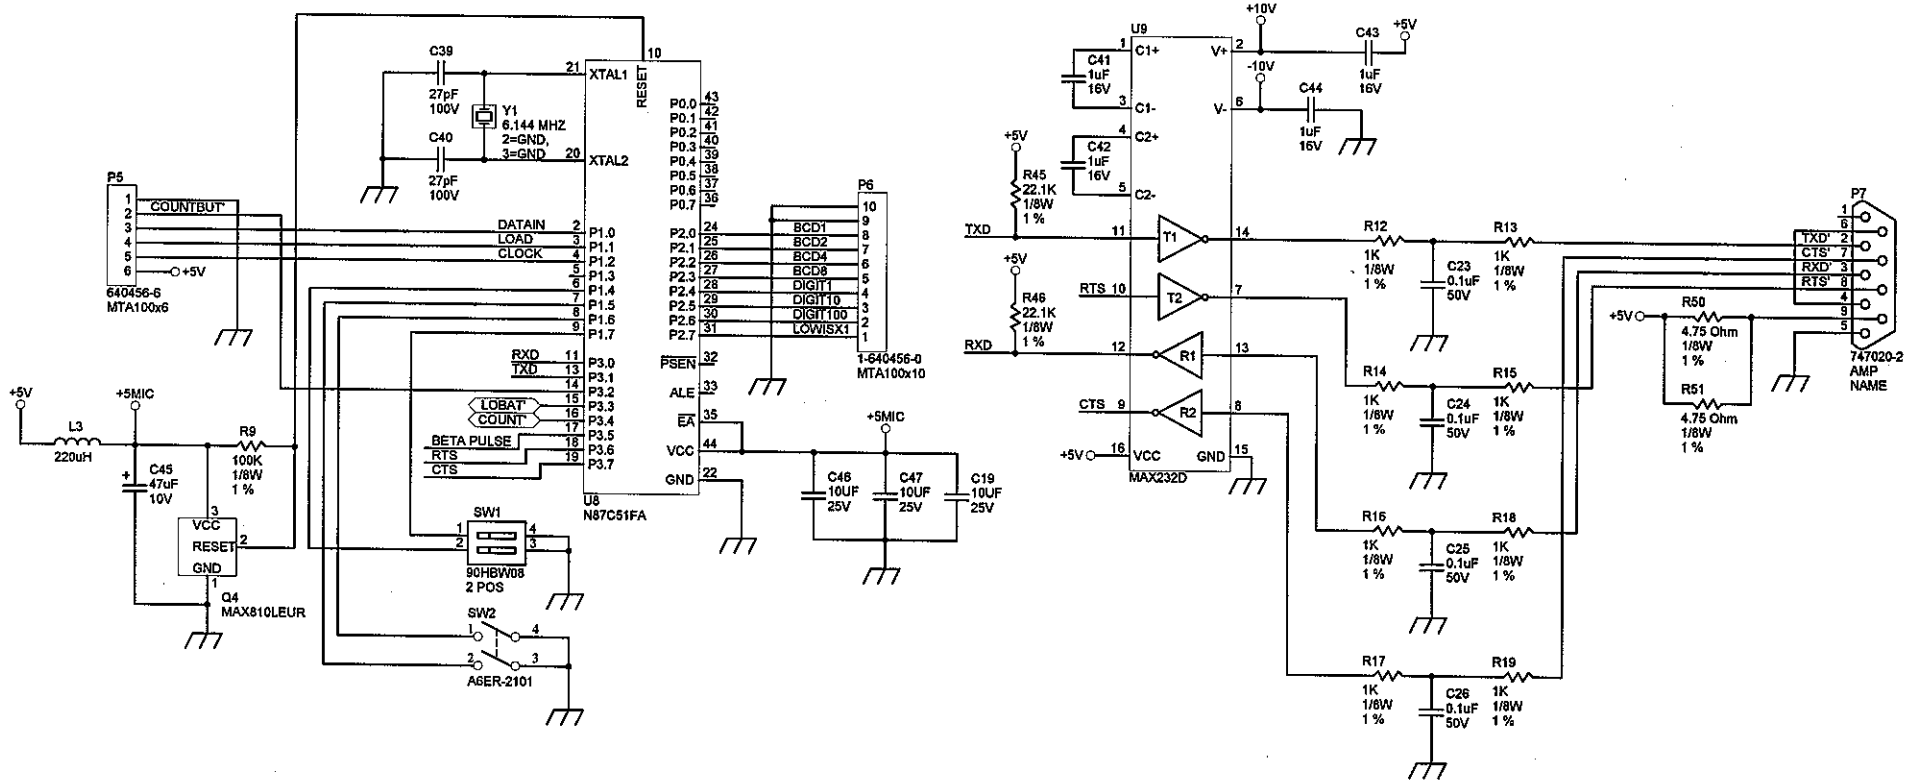 P5
1
2
3
4
5
6
COUNTBUT'
+5V
640456-6
MTA100x6
DATAIN
LOAD
CLOCK
C39
27pF
100V
C40
27pF
100V
Y1
6.144 MHZ
2=GND,
3=GND
10
RESET
21 XTAL1
20 XTAL2
2 P1.0
3 P1.1
4 P1.2
5 P1.3
6 P1.4
7 P1.5
8 P1.6
9 P1.7
RXD 11 P3.0
TXD 13 P3.1
14 P3.2
LOBAT' 15 P3.3
COUNT' 16 P3.4
BETA PULSE 17 P3.5
RTS 18 P3.6
CTS 19 P3.7
P0.0 43
P0.1 42
P0.2 41
P0.3 40
P0.4 39
P0.5 38
P0.6 37
P0.7 36
P2.0 24 BCD1
P2.1 25 BCD2
P2.2 26 BCD4
P2.3 27 BCD8
P2.4 28 DIGIT1
P2.5 29 DIGIT10
P2.6 30 DIGIT100
P2.7 31 LOWISX1
PSEN 32
ALE 33
EA 35
VCC 44
GND 22
U8
N87C51FA
P6
10
9
8
7
6
5
4
3
2
1
1-640456-0
MTA100x10
+5V
L3
220uH
+5MIC
+
C45
47uF
10V
R9
100K
1/8W
1 %
3
VCC
RESET 2
GND
1
Q4
MAX810LEUR
SW1
1 4
2 3
90HBW08
2 POS
SW2
1 4
2 3
A6ER-2101
+5MIC
C46
10UF
25V
C47
10UF
25V
C19
10UF
25V
U9
1 C1+
3 C1-
4 C2+
5 C2-
C41
1uF
16V
C42
1uF
16V
V+ 2
V- 6
+10V
-10V
C43
1uF
16V
+5V
C44
1uF
16V
+5V
R45
22.1K
1/8W
1 %
TXD
11 T1 14
+5V
R46
22.1K
1/8W
1 %
RTS 10 T2 7
RXD
12 R1 13
CTS 9 R2 8
+5V 16 VCC
GND 15
MAX232D
R12
1K
1/8W
1 %
C23
0.1uF
50V
R13
1K
1/8W
1 %
R14
1K
1/8W
1 %
C24
0.1uF
50V
R15
1K
1/8W
1 %
R16
1K
1/8W
1 %
C25
0.1uF
50V
R18
1K
1/8W
1 %
R17
1K
1/8W
1 %
C26
0.1uF
50V
R19
1K
1/8W
1 %
P7
1
6
TXD' 2
CTS' 7
RXD' 3
RTS' 8
4
9
5
+5V
R50
4.75 Ohm
1/8W
1 %
R51
4.75 Ohm
1/8W
1 %
747020-2
AMP
NAME